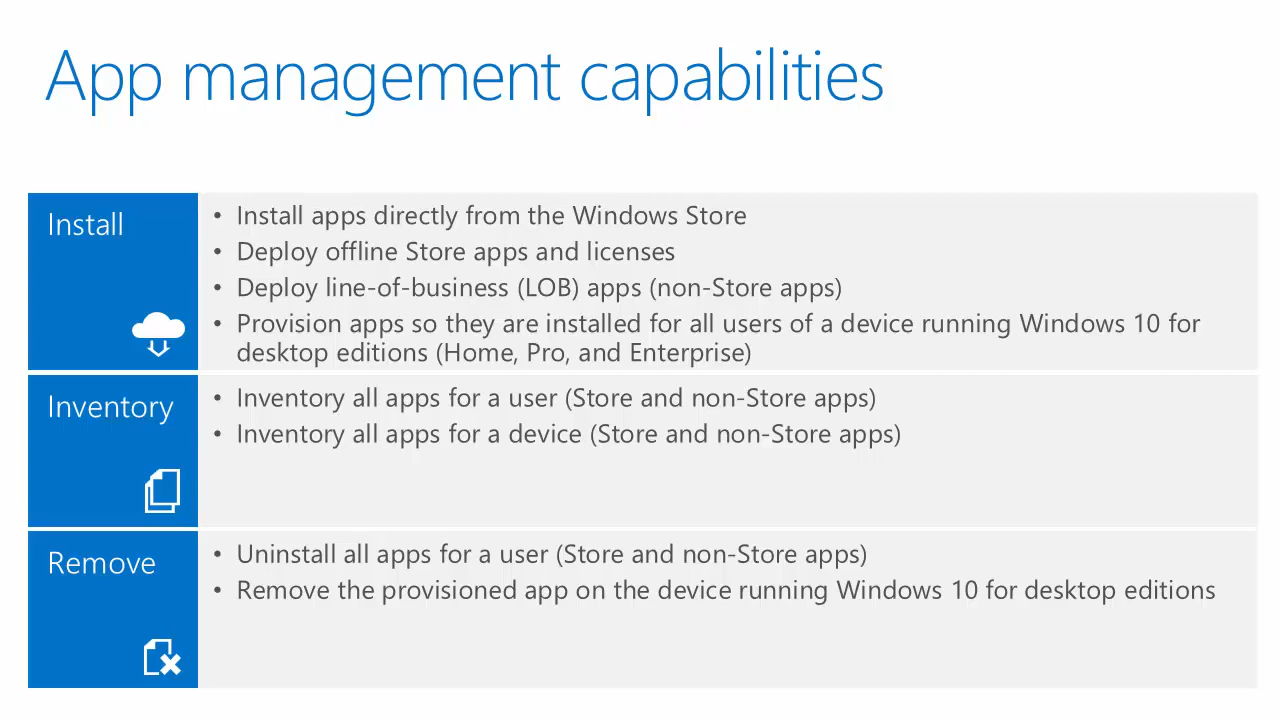 App management capabilities
Install
• Install apps directly from the Windows Store
• Deploy offline Store apps and licenses
• Deploy line-of-business (LOB) apps (non-Store apps)
• Provision apps so they are installed for all users of a device running Windows 10 for
desktop editions (Home, Pro, and Enterprise)
Inventory
• Inventory all apps for a user (Store and non-Store apps)
• Inventory all apps for a device (Store and non-Store apps)
Remove
• Uninstall all apps for a user (Store and non-Store apps)
• Remove the provisioned app on the device running Windows 10 for desktop editions